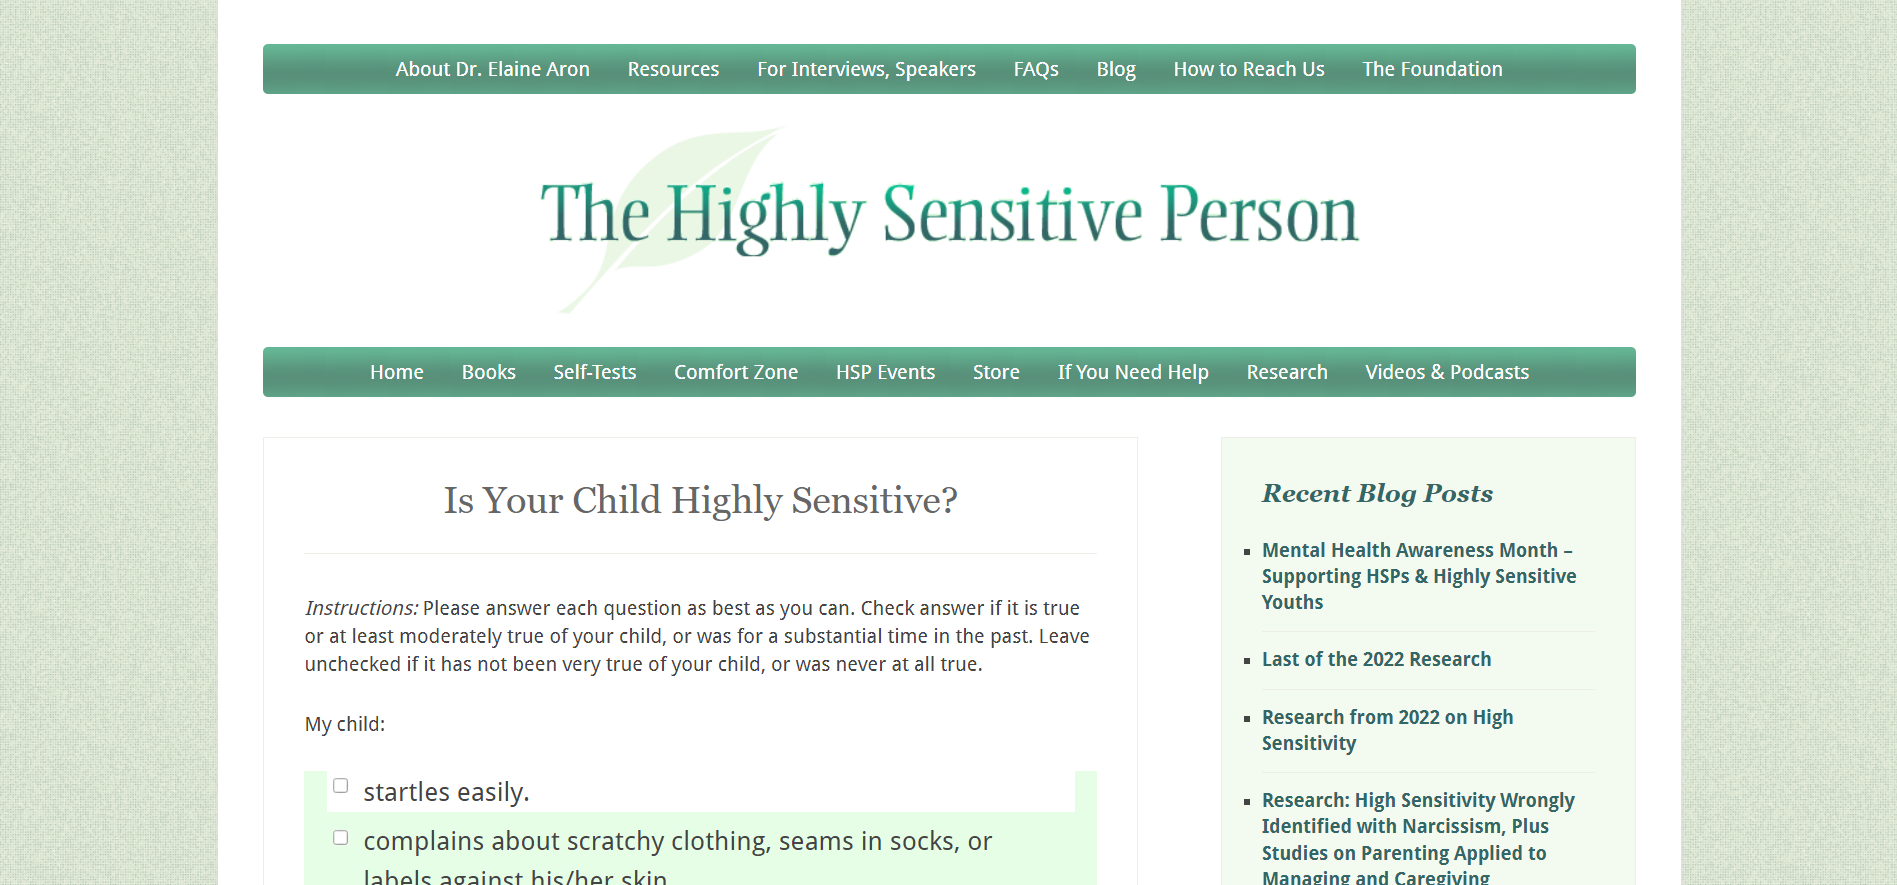 About Dr. Elaine Aron Resources For Interviews, Speakers FAQs Blog How to Reach Us The Foundation
The Highly Sensitive Person
Home Books Self-Tests Comfort Zone HSP Events Store If You Need Help Research Videos & Podcasts
Is Your Child Highly Sensitive?
Instructions: Please answer each question as best as you can. Check answer if it is true
or at least moderately true of your child, or was for a substantial time in the past. Leave
unchecked if it has not been very true of your child, or was never at all true.
My child:
startles easily.
complains about scratchy clothing, seams in socks, or
labels against his/her skin.
Recent Blog Posts
Mental Health Awareness Month –
Supporting HSPs & Highly Sensitive
Youths
Last of the 2022 Research
Research from 2022 on High
Sensitivity
Research: High Sensitivity Wrongly
Identified with Narcissism, Plus
Studies on Parenting Applied to
Managing and Caregiving